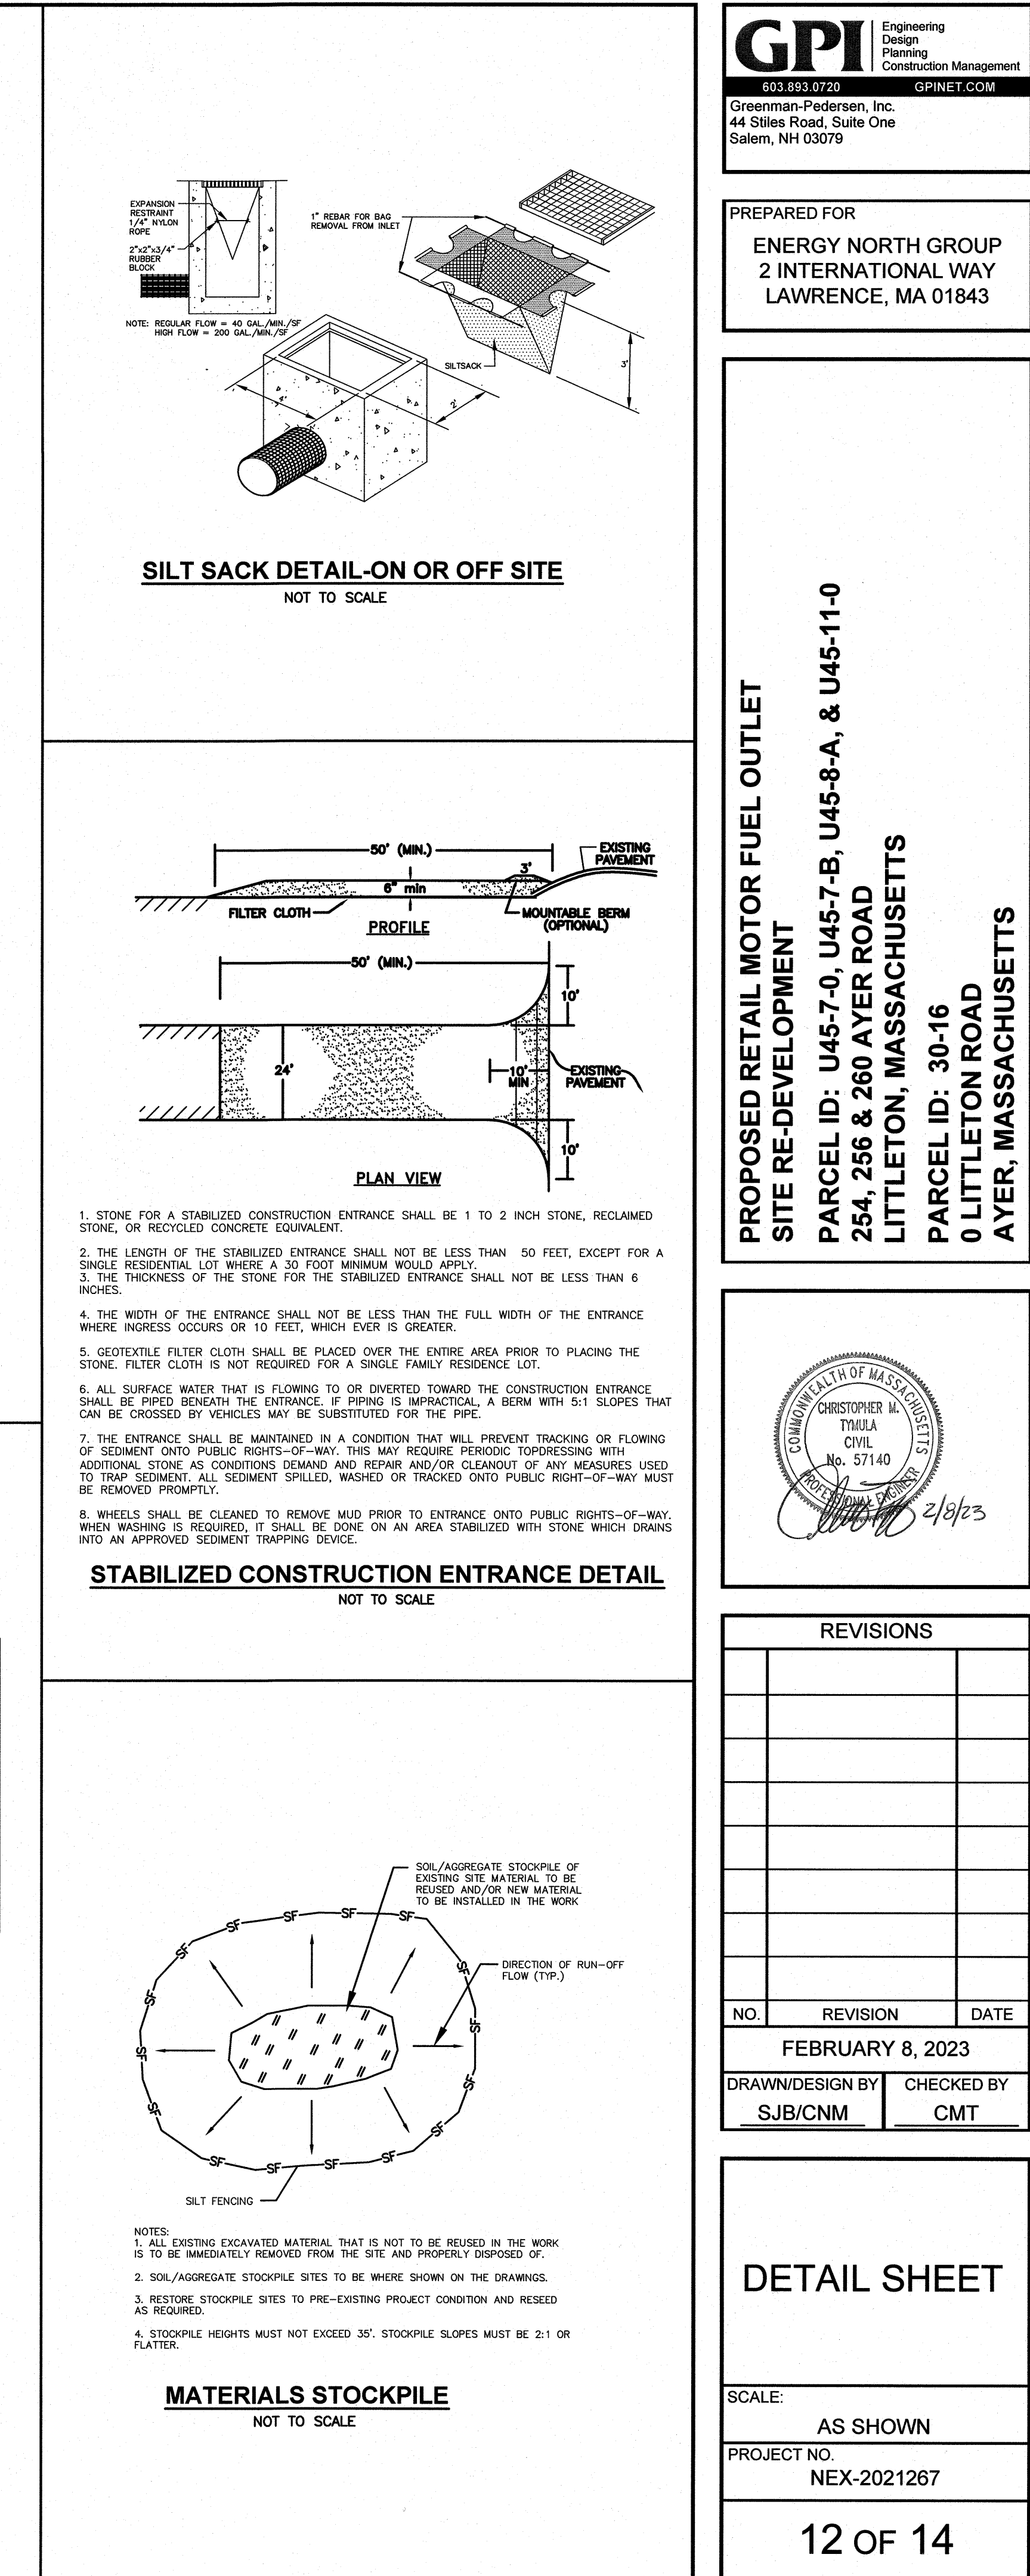 EXPANSION
RESTRAINT
1/4" NYLON
ROPE
2"x2"x3/4"
RUBBER
BLOCK
NOTE: REGULAR FLOW = 40 GAL./MIN./SF
HIGH FLOW = 200 GAL./MIN./SF
1" REBAR FOR BAG
REMOVAL FROM INLET
SILTSACK
3'
4'
2'
SILT SACK DETAIL-ON OR OFF SITE
NOT TO SCALE
50' (MIN.)
3'
EXISTING
PAVEMENT
6" min
FILTER CLOTH
MOUNTABLE BERM
(OPTIONAL)
PROFILE
50' (MIN.)
10'
24'
10'
MIN
EXISTING
PAVEMENT
10'
PLAN VIEW
1. STONE FOR A STABILIZED CONSTRUCTION ENTRANCE SHALL BE 1 TO 2 INCH STONE, RECLAIMED
STONE, OR RECYCLED CONCRETE EQUIVALENT.
2. THE LENGTH OF THE STABILIZED ENTRANCE SHALL NOT BE LESS THAN 50 FEET, EXCEPT FOR A
SINGLE RESIDENTIAL LOT WHERE A 30 FOOT MINIMUM WOULD APPLY.
3. THE THICKNESS OF THE STONE FOR THE STABILIZED ENTRANCE SHALL NOT BE LESS THAN 6
INCHES.
4. THE WIDTH OF THE ENTRANCE SHALL NOT BE LESS THAN THE FULL WIDTH OF THE ENTRANCE
WHERE INGRESS OCCURS OR 10 FEET, WHICH EVER IS GREATER.
5. GEOTEXTILE FILTER CLOTH SHALL BE PLACED OVER THE ENTIRE AREA PRIOR TO PLACING THE
STONE. FILTER CLOTH IS NOT REQUIRED FOR A SINGLE FAMILY RESIDENCE LOT.
6. ALL SURFACE WATER THAT IS FLOWING TO OR DIVERTED TOWARD THE CONSTRUCTION ENTRANCE
SHALL BE PIPED BENEATH THE ENTRANCE. IF PIPING IS IMPRACTICAL, A BERM WITH 5:1 SLOPES THAT
CAN BE CROSSED BY VEHICLES MAY BE SUBSTITUTED FOR THE PIPE.
7. THE ENTRANCE SHALL BE MAINTAINED IN A CONDITION THAT WILL PREVENT TRACKING OR FLOWING
OF SEDIMENT ONTO PUBLIC RIGHTS-OF-WAY. THIS MAY REQUIRE PERIODIC TOPDRESSING WITH
ADDITIONAL STONE AS CONDITIONS DEMAND AND REPAIR AND/OR CLEANOUT OF ANY MEASURES USED
TO TRAP SEDIMENT. ALL SEDIMENT SPILLED, WASHED OR TRACKED ONTO PUBLIC RIGHT-OF-WAY MUST
BE REMOVED PROMPTLY.
8. WHEELS SHALL BE CLEANED TO REMOVE MUD PRIOR TO ENTRANCE ONTO PUBLIC RIGHTS-OF-WAY.
WHEN WASHING IS REQUIRED, IT SHALL BE DONE ON AN AREA STABILIZED WITH STONE WHICH DRAINS
INTO AN APPROVED SEDIMENT TRAPPING DEVICE.
STABILIZED CONSTRUCTION ENTRANCE DETAIL
NOT TO SCALE
SOIL/AGGREGATE STOCKPILE OF
EXISTING SITE MATERIAL TO BE
REUSED AND/OR NEW MATERIAL
TO BE INSTALLED IN THE WORK
DIRECTION OF RUN-OFF
FLOW (TYP.)
SF SF SF SF
SF SF
SF SF
SF SF
SF SF
SF SF SF SF
SILT FENCING
NOTES:
1. ALL EXISTING EXCAVATED MATERIAL THAT IS NOT TO BE REUSED IN THE WORK
IS TO BE IMMEDIATELY REMOVED FROM THE SITE AND PROPERLY DISPOSED OF.
2. SOIL/AGGREGATE STOCKPILE SITES TO BE WHERE SHOWN ON THE DRAWINGS.
3. RESTORE STOCKPILE SITES TO PRE-EXISTING PROJECT CONDITION AND RESEED
AS REQUIRED.
4. STOCKPILE HEIGHTS MUST NOT EXCEED 35'. STOCKPILE SLOPES MUST BE 2:1 OR
FLATTER.
MATERIALS STOCKPILE
NOT TO SCALE
GPI
Engineering
Design
Planning
Construction Management
603.893.0720 GPINET.COM
Greenman-Pedersen, Inc.
44 Stiles Road, Suite One
Salem, NH 03079
PREPARED FOR
ENERGY NORTH GROUP
2 INTERNATIONAL WAY
LAWRENCE, MA 01843
PROPOSED RETAIL MOTOR FUEL OUTLET
SITE RE-DEVELOPMENT
PARCEL ID: U45-7-0, U45-7-B, U45-8-A, & U45-11-0
254, 256 & 260 AYER ROAD
LITTLETON, MASSACHUSETTS
PARCEL ID: 30-16
0 LITTLETON ROAD
AYER, MASSACHUSETTS
COMMONWEALTH OF MASSACHUSETTS
CHRISTOPHER M.
TYMULA
CIVIL
No. 57140
PROFESSIONAL ENGINEER
2/8/23
REVISIONS
NO. REVISION DATE
FEBRUARY 8, 2023
DRAWN/DESIGN BY CHECKED BY
SJB/CNM CMT
DETAIL SHEET
SCALE:
AS SHOWN
PROJECT NO.
NEX-2021267
12 OF 14